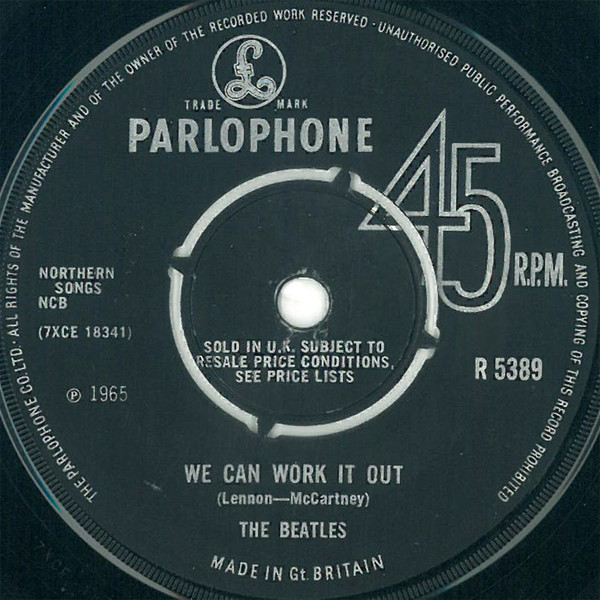 THE PARLOPHONE CO. LTD. · ALL RIGHTS OF THE MANUFACTURER AND OF THE OWNER OF THE RECORDED WORK RESERVED · UNAUTHORISED PUBLIC PERFORMANCE BROADCASTING AND COPYING OF THIS RECORD PROHIBITED
£
TRADE MARK
PARLOPHONE
45
R.P.M.
NORTHERN
SONGS
NCB
(7XCE 18341)
℗ 1965
SOLD IN U.K. SUBJECT TO
RESALE PRICE CONDITIONS,
SEE PRICE LISTS
R 5389
WE CAN WORK IT OUT
(Lennon—McCartney)
THE BEATLES
MADE IN Gt. BRITAIN